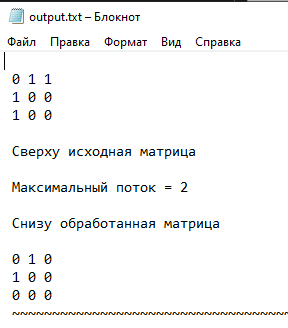 output.txt – Блокнот
Файл Правка Формат Вид Справка
0 1 1
1 0 0
1 0 0
Сверху исходная матрица
Максимальный поток = 2
Снизу обработанная матрица
0 1 0
1 0 0
0 0 0
~~~~~~~~~~~~~~~~~~~~~~~~~~~~~~~~~~